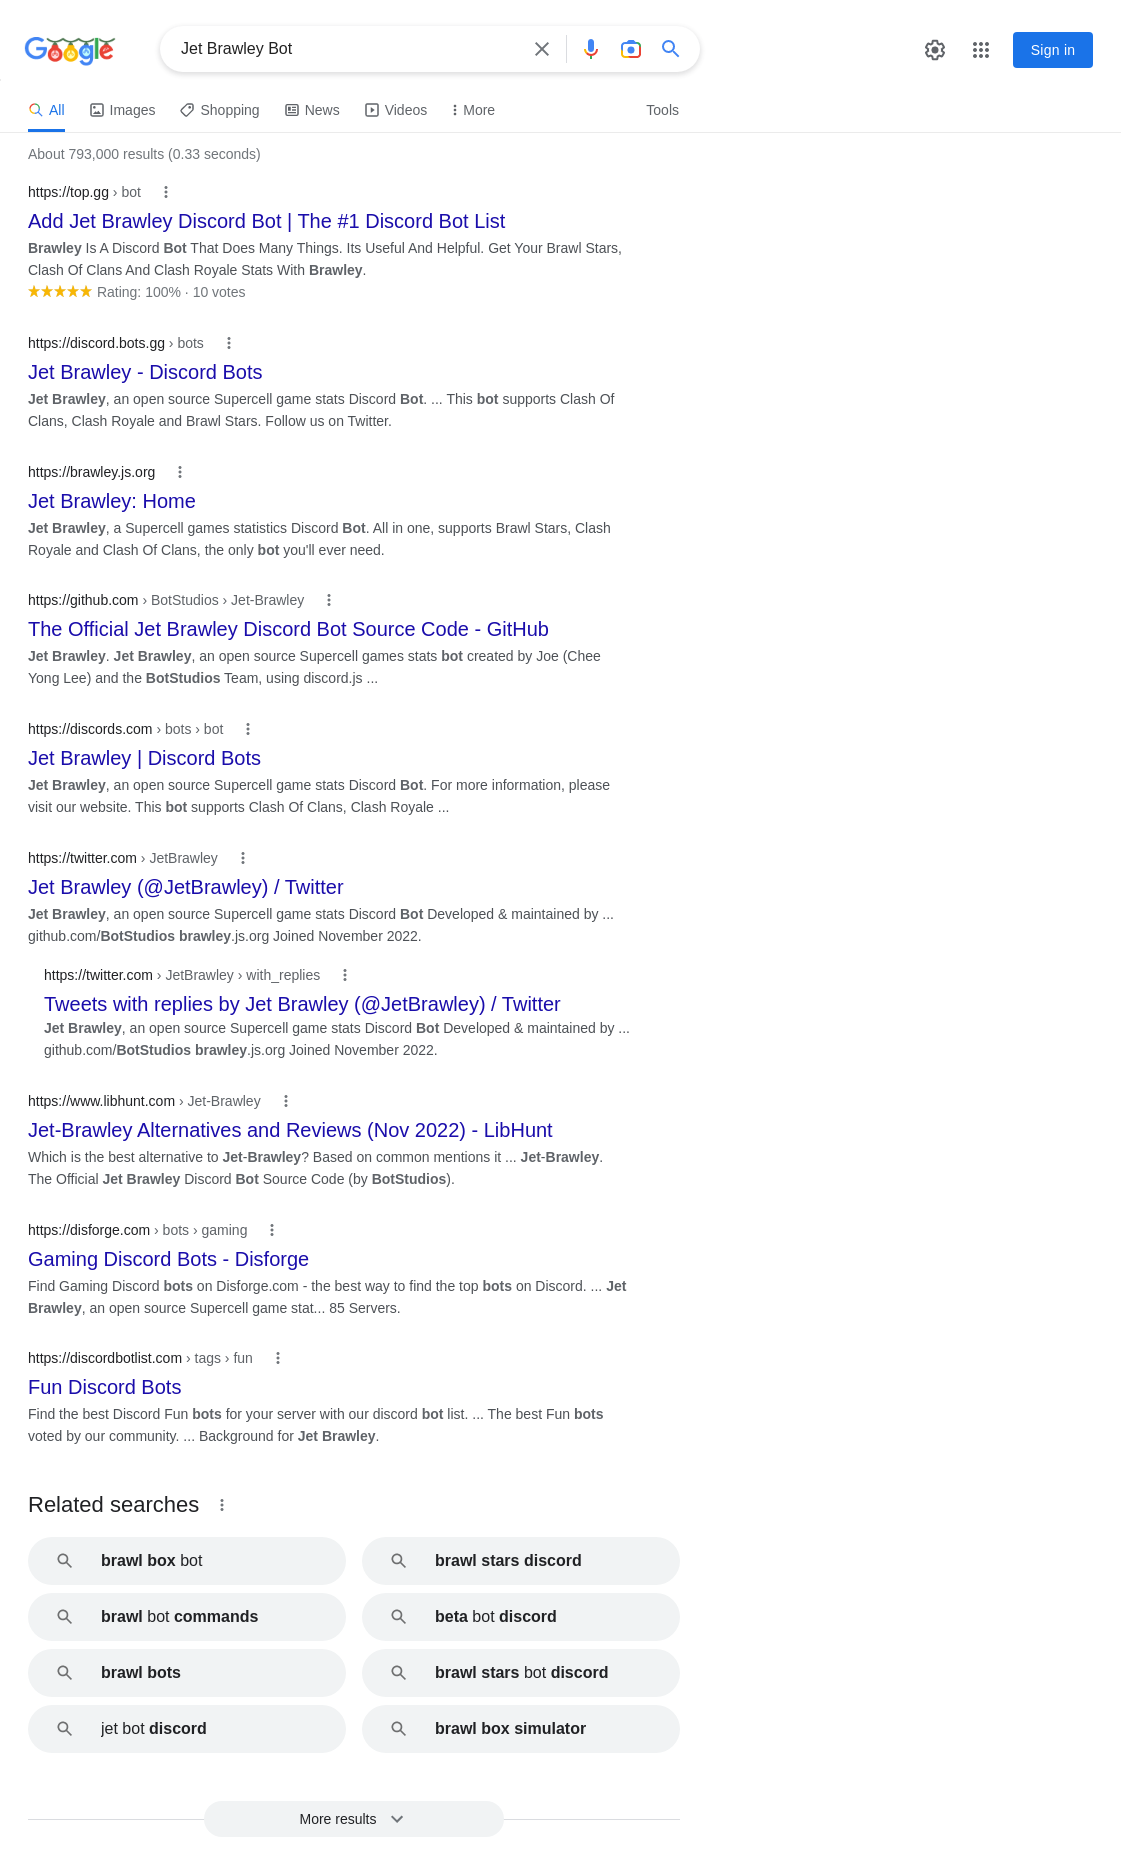 Google
Jet Brawley Bot
Sign in
All Images Shopping News Videos More Tools
About 793,000 results (0.33 seconds)
https://top.gg › bot
Add Jet Brawley Discord Bot | The #1 Discord Bot List
Brawley Is A Discord Bot That Does Many Things. Its Useful And Helpful. Get Your Brawl Stars,
Clash Of Clans And Clash Royale Stats With Brawley.
Rating: 100% · 10 votes
https://discord.bots.gg › bots
Jet Brawley - Discord Bots
Jet Brawley, an open source Supercell game stats Discord Bot. ... This bot supports Clash Of
Clans, Clash Royale and Brawl Stars. Follow us on Twitter.
https://brawley.js.org
Jet Brawley: Home
Jet Brawley, a Supercell games statistics Discord Bot. All in one, supports Brawl Stars, Clash
Royale and Clash Of Clans, the only bot you'll ever need.
https://github.com › BotStudios › Jet-Brawley
The Official Jet Brawley Discord Bot Source Code - GitHub
Jet Brawley. Jet Brawley, an open source Supercell games stats bot created by Joe (Chee
Yong Lee) and the BotStudios Team, using discord.js ...
https://discords.com › bots › bot
Jet Brawley | Discord Bots
Jet Brawley, an open source Supercell game stats Discord Bot. For more information, please
visit our website. This bot supports Clash Of Clans, Clash Royale ...
https://twitter.com › JetBrawley
Jet Brawley (@JetBrawley) / Twitter
Jet Brawley, an open source Supercell game stats Discord Bot Developed & maintained by ...
github.com/BotStudios brawley.js.org Joined November 2022.
https://twitter.com › JetBrawley › with_replies
Tweets with replies by Jet Brawley (@JetBrawley) / Twitter
Jet Brawley, an open source Supercell game stats Discord Bot Developed & maintained by ...
github.com/BotStudios brawley.js.org Joined November 2022.
https://www.libhunt.com › Jet-Brawley
Jet-Brawley Alternatives and Reviews (Nov 2022) - LibHunt
Which is the best alternative to Jet-Brawley? Based on common mentions it ... Jet-Brawley.
The Official Jet Brawley Discord Bot Source Code (by BotStudios).
https://disforge.com › bots › gaming
Gaming Discord Bots - Disforge
Find Gaming Discord bots on Disforge.com - the best way to find the top bots on Discord. ... Jet
Brawley, an open source Supercell game stat... 85 Servers.
https://discordbotlist.com › tags › fun
Fun Discord Bots
Find the best Discord Fun bots for your server with our discord bot list. ... The best Fun bots
voted by our community. ... Background for Jet Brawley.
Related searches
brawl box bot
brawl stars discord
brawl bot commands
beta bot discord
brawl bots
brawl stars bot discord
jet bot discord
brawl box simulator
More results